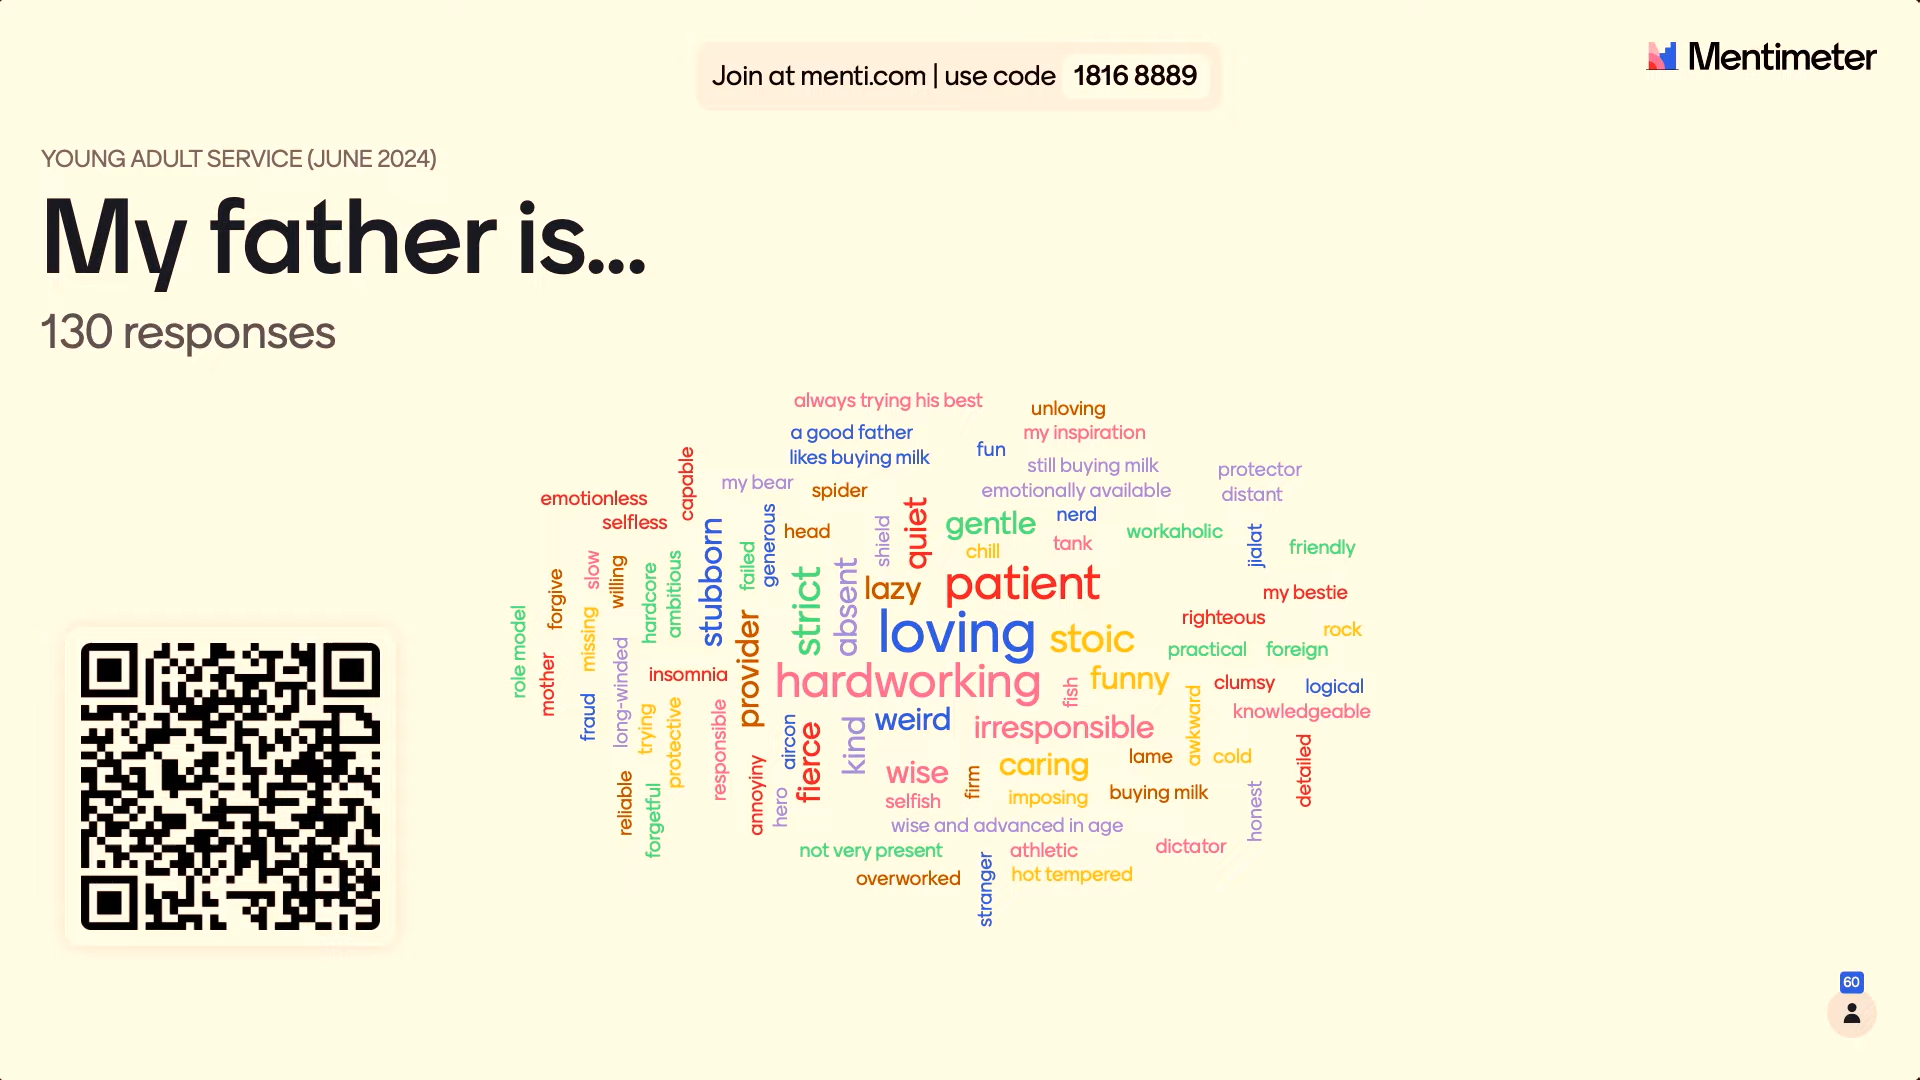 Join at menti.com | use code 1816 8889
Mentimeter
YOUNG ADULT SERVICE (JUNE 2024)
My father is...
130 responses
always trying his best
unloving
a good father
my inspiration
likes buying milk
fun
still buying milk
protector
capable
my bear
spider
emotionally available
distant
emotionless
selfless
stubborn
generous
head
shield
quiet
gentle
nerd
workaholic
jialat
friendly
chill
tank
slow
willing
hardcore
ambitious
failed
strict
absent
lazy
patient
my bestie
forgive
missing
righteous
rock
role model
mother
long-winded
insomnia
provider
loving
stoic
practical
foreign
hardworking
fish
funny
clumsy
logical
fraud
trying
protective
responsible
aircon
fierce
kind
weird
irresponsible
awkward
knowledgeable
lame
cold
detailed
reliable
forgetful
annoyiny
hero
wise
firm
caring
selfish
imposing
buying milk
honest
wise and advanced in age
not very present
athletic
dictator
overworked
stranger
hot tempered
60